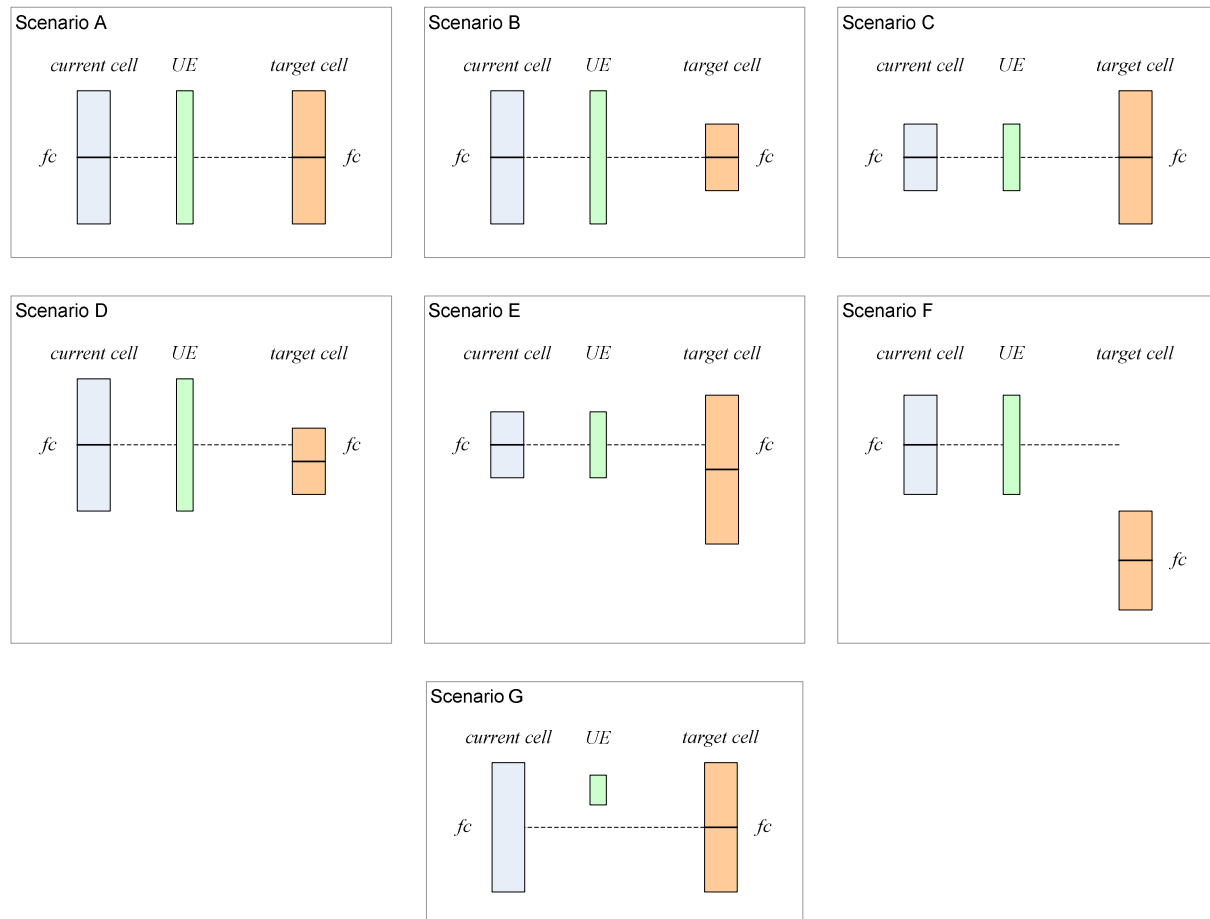 Scenario A
current cell UE target cell
fc fc
Scenario B
current cell UE target cell
fc fc
Scenario C
current cell UE target cell
fc fc
Scenario D
current cell UE target cell
fc fc
Scenario E
current cell UE target cell
fc fc
Scenario F
current cell UE target cell
fc
fc
Scenario G
current cell UE target cell
fc fc